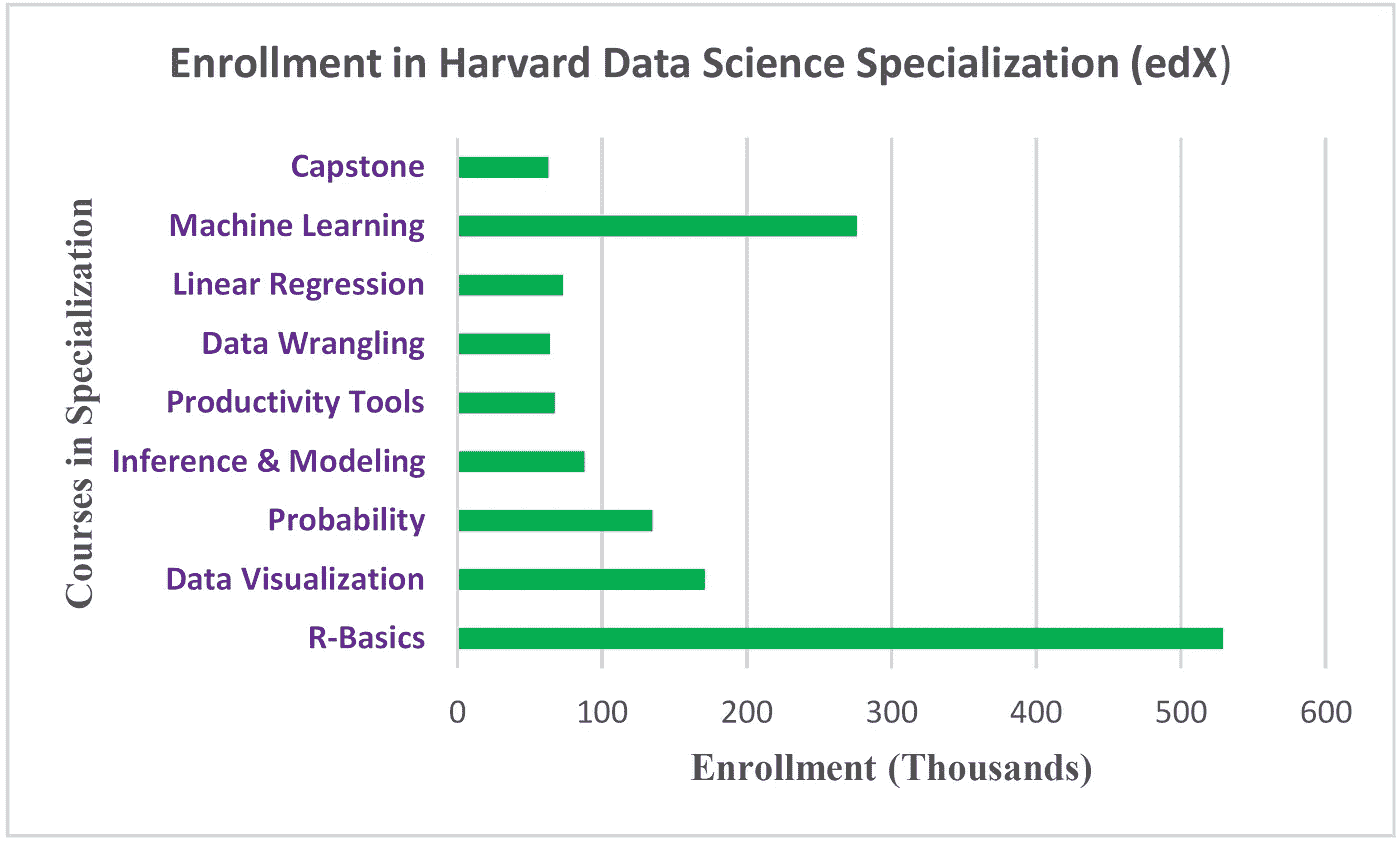 Enrollment in Harvard Data Science Specialization (edX)
Courses in Specialization
Capstone
Machine Learning
Linear Regression
Data Wrangling
Productivity Tools
Inference & Modeling
Probability
Data Visualization
R-Basics
0 100 200 300 400 500 600
Enrollment (Thousands)